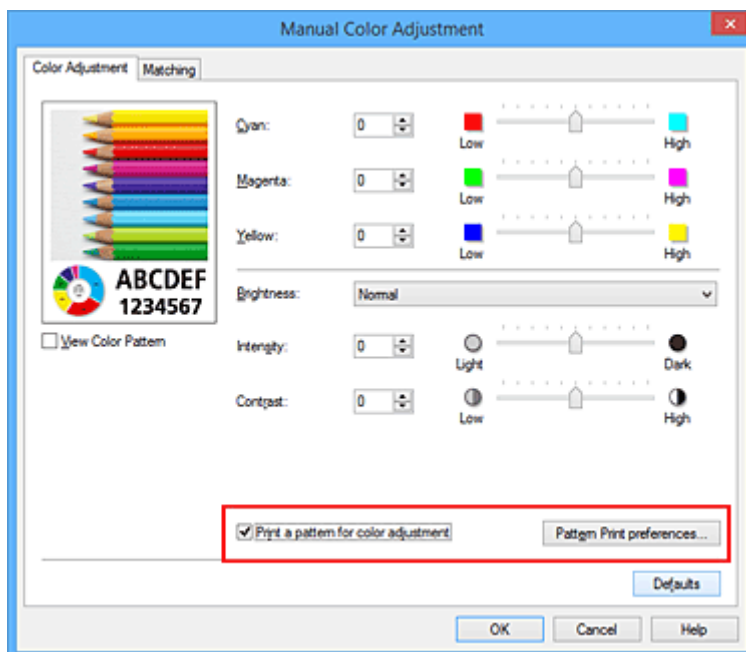 Manual Color Adjustment
Color Adjustment Matching
Cyan: 0 Low High
Magenta: 0 Low High
Yellow: 0 Low High
ABCDEF
1234567
View Color Pattern
Brightness: Normal
Intensity: 0 Light Dark
Contrast: 0 Low High
Print a pattern for color adjustment Pattern Print preferences...
Defaults
OK Cancel Help